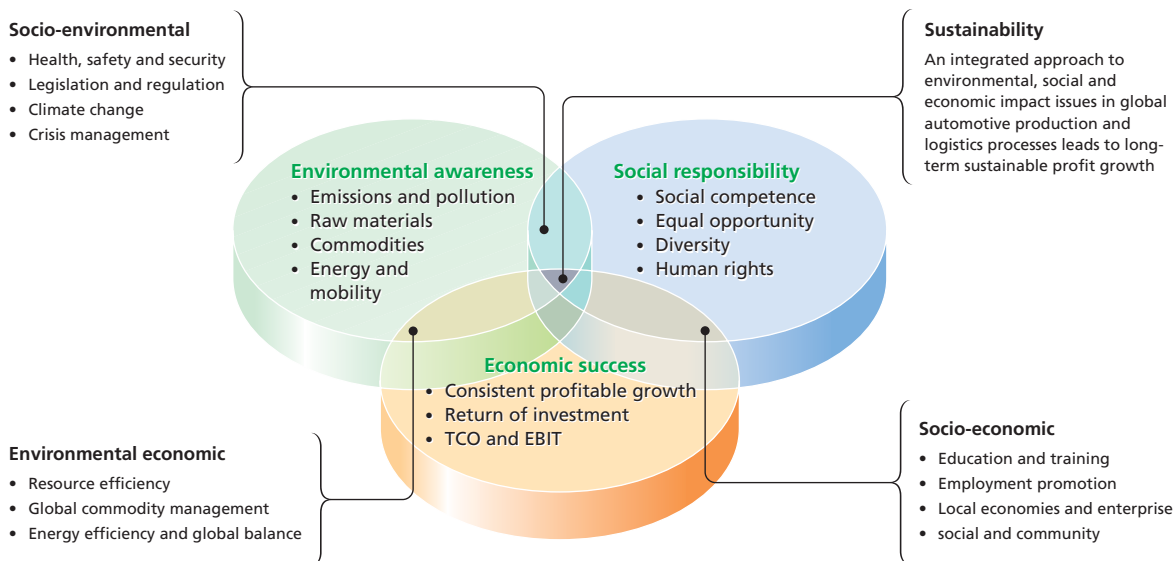 Socio-environmental
• Health, safety and security
• Legislation and regulation
• Climate change
• Crisis management
Sustainability
An integrated approach to
environmental, social and
economic impact issues in global
automotive production and
logistics processes leads to long-
term sustainable profit growth
Environmental awareness
• Emissions and pollution
• Raw materials
• Commodities
• Energy and
mobility
Social responsibility
• Social competence
• Equal opportunity
• Diversity
• Human rights
Economic success
• Consistent profitable growth
• Return of investment
• TCO and EBIT
Environmental economic
• Resource efficiency
• Global commodity management
• Energy efficiency and global balance
Socio-economic
• Education and training
• Employment promotion
• Local economies and enterprise
• social and community